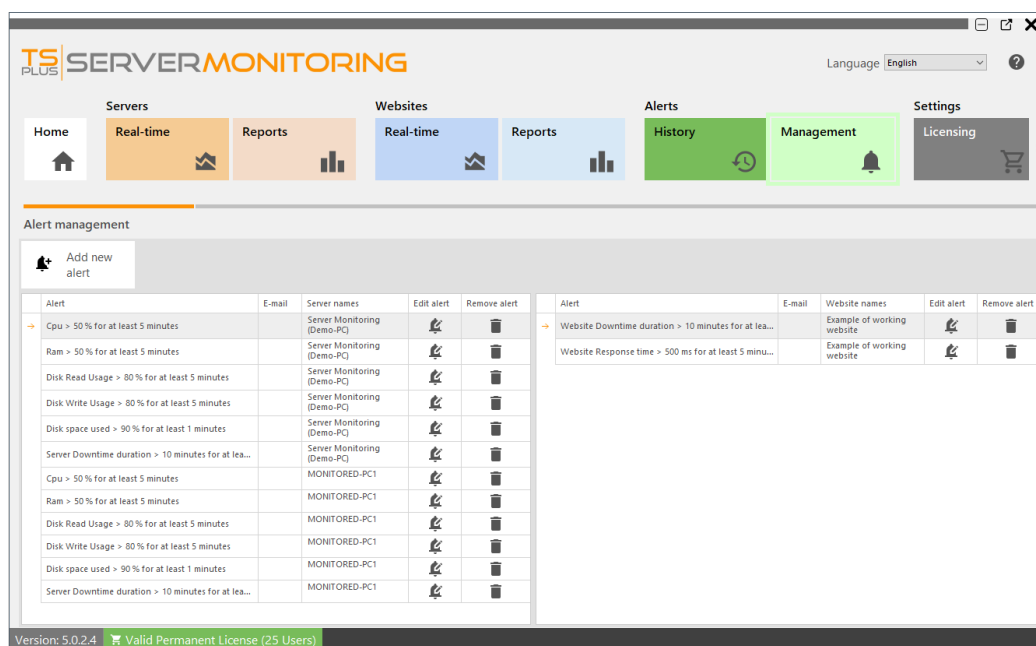 TS PLUS SERVERMONITORING
Language English
Servers Websites Alerts Settings
Home Real-time Reports Real-time Reports History Management Licensing
Alert management
Add new
alert
Alert E-mail Server names Edit alert Remove alert
Cpu > 50 % for at least 5 minutes Server Monitoring (Demo-PC)
Ram > 50 % for at least 5 minutes Server Monitoring (Demo-PC)
Disk Read Usage > 80 % for at least 5 minutes Server Monitoring (Demo-PC)
Disk Write Usage > 80 % for at least 5 minutes Server Monitoring (Demo-PC)
Disk space used > 90 % for at least 1 minutes Server Monitoring (Demo-PC)
Server Downtime duration > 10 minutes for at lea... Server Monitoring (Demo-PC)
Cpu > 50 % for at least 5 minutes MONITORED-PC1
Ram > 50 % for at least 5 minutes MONITORED-PC1
Disk Read Usage > 80 % for at least 5 minutes MONITORED-PC1
Disk Write Usage > 80 % for at least 5 minutes MONITORED-PC1
Disk space used > 90 % for at least 1 minutes MONITORED-PC1
Server Downtime duration > 10 minutes for at lea... MONITORED-PC1
Alert E-mail Website names Edit alert Remove alert
Website Downtime duration > 10 minutes for at lea... Example of working website
Website Response time > 500 ms for at least 5 minu... Example of working website
Version: 5.0.2.4 Valid Permanent License (25 Users)